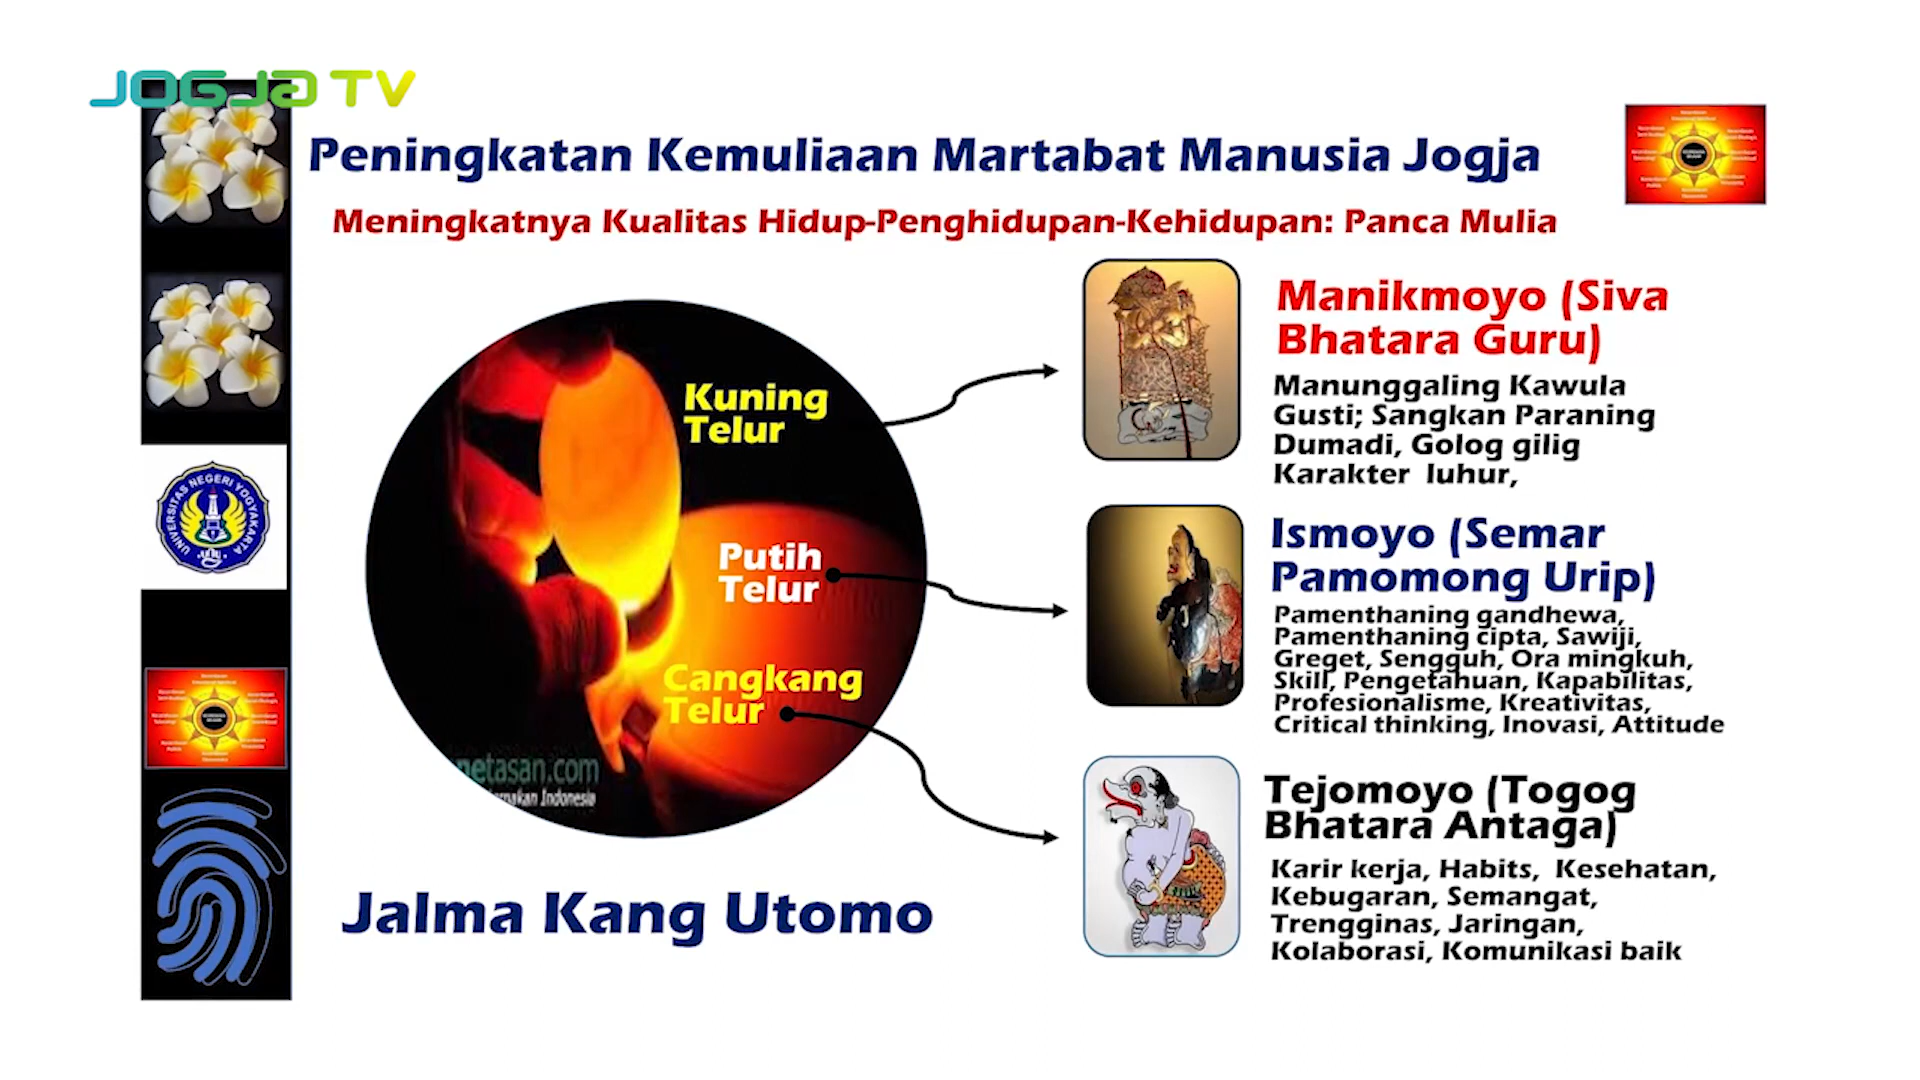 JOGJA TV
Peningkatan Kemuliaan Martabat Manusia Jogja
Meningkatnya Kualitas Hidup-Penghidupan-Kehidupan: Panca Mulia
Kuning
Telur
Putih
Telur
Cangkang
Telur
netasan.com
Indonesia
Jalma Kang Utomo
Manikmoyo (Siva
Bhatara Guru)
Manunggaling Kawula
Gusti; Sangkan Paraning
Dumadi, Golog gilig
Karakter luhur,
Ismoyo (Semar
Pamomong Urip)
Pamenthaning gandhewa,
Pamenthaning cipta, Sawiji,
Greget, Sengguh, Ora mingkuh,
Skill, Pengetahuan, Kapabilitas,
Profesionalisme, Kreativitas,
Critical thinking, Inovasi, Attitude
Tejomoyo (Togog
Bhatara Antaga)
Karir kerja, Habits, Kesehatan,
Kebugaran, Semangat,
Trengginas, Jaringan,
Kolaborasi, Komunikasi baik
UNIVERSITAS NEGERI YOGYAKARTA